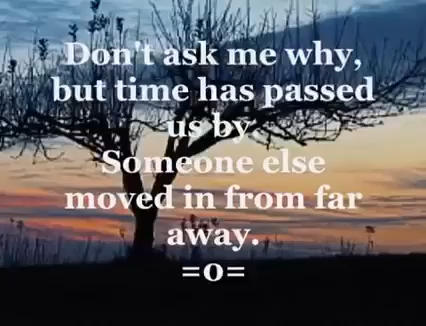 Don't ask me why,
but time has passed
us by.
Someone else
moved in from far
away.
=o=